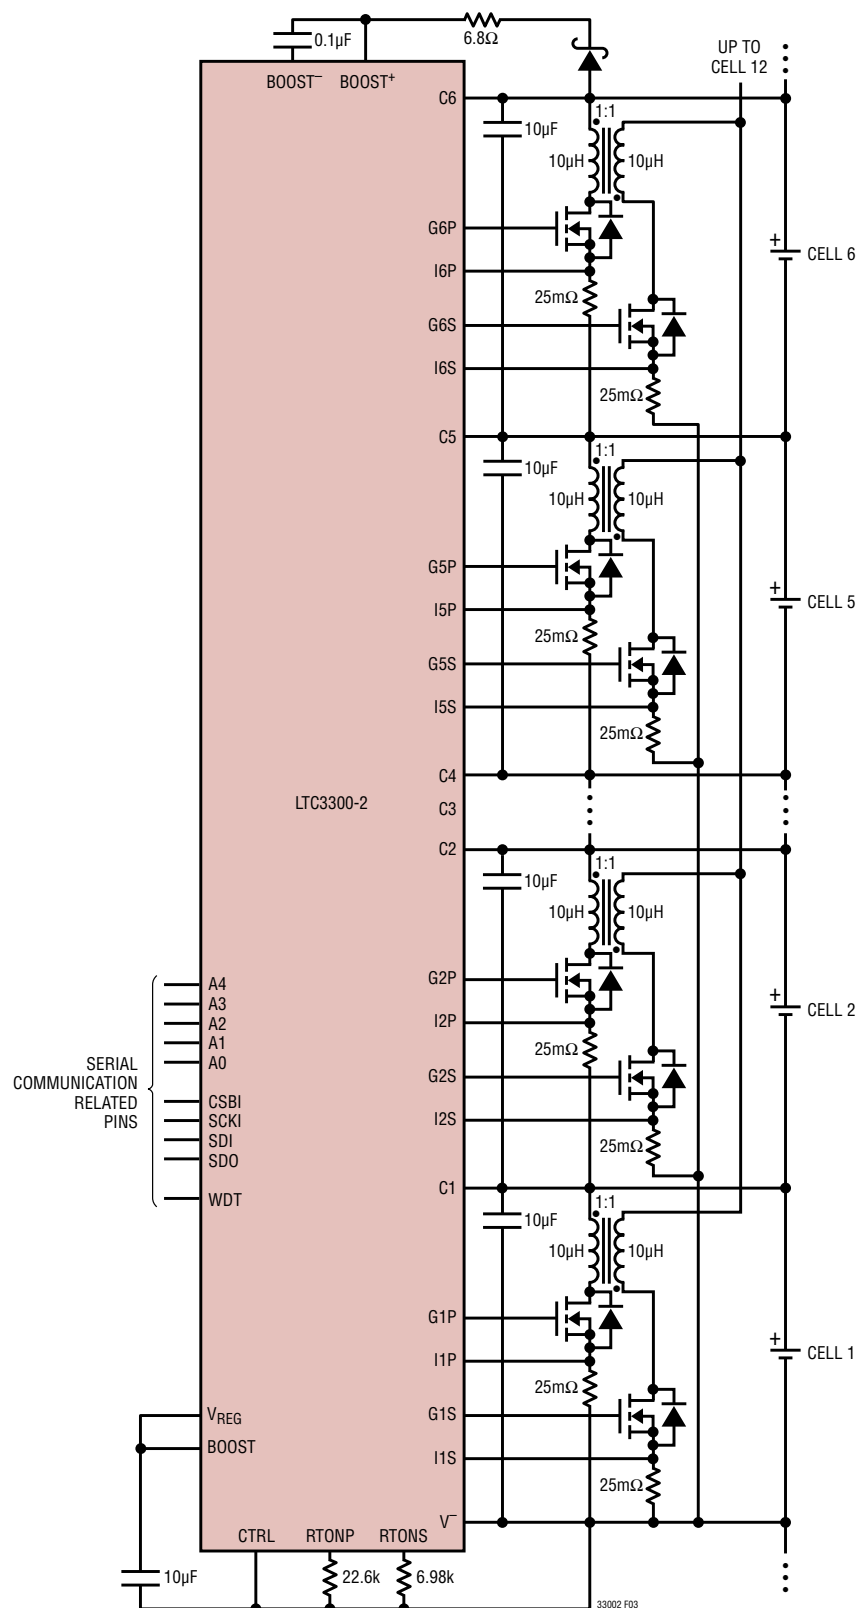 0.1µF
6.8Ω
UP TO
CELL 12
BOOST–
BOOST+
C6
1:1
10µF
10µH
10µH
G6P
CELL 6
+
I6P
25mΩ
G6S
I6S
25mΩ
C5
1:1
10µF
10µH
10µH
G5P
+
CELL 5
I5P
25mΩ
G5S
I5S
25mΩ
C4
LTC3300-2
C3
C2
1:1
10µF
10µH
10µH
G2P
+
CELL 2
I2P
25mΩ
G2S
I2S
25mΩ
A4
A3
A2
A1
A0
SERIAL
COMMUNICATION
RELATED
PINS
CSBI
SCKI
SDI
SDO
WDT
C1
1:1
10µF
10µH
10µH
G1P
+
CELL 1
I1P
25mΩ
G1S
I1S
25mΩ
VREG
BOOST
V–
CTRL
RTONP
RTONS
10µF
22.6k
6.98k
33002 F03